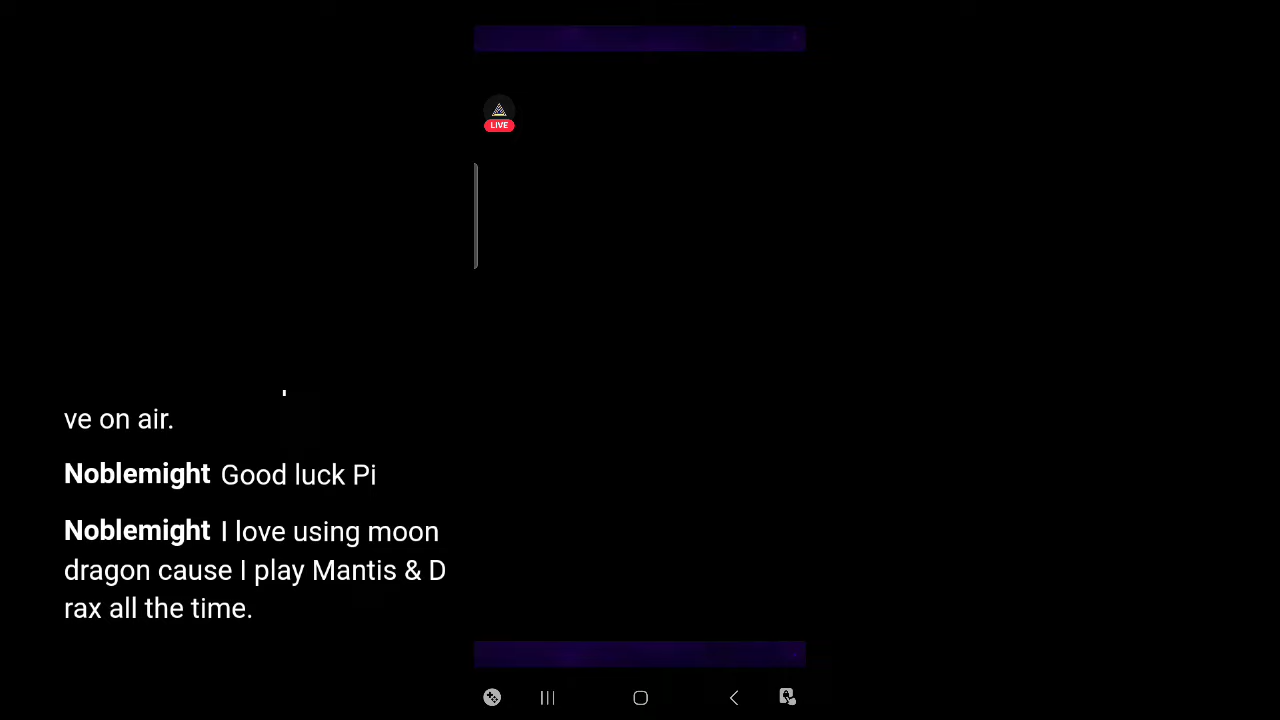 LIVE
ve on air.
Noblemight Good luck Pi
Noblemight I love using moon
dragon cause I play Mantis & D
rax all the time.